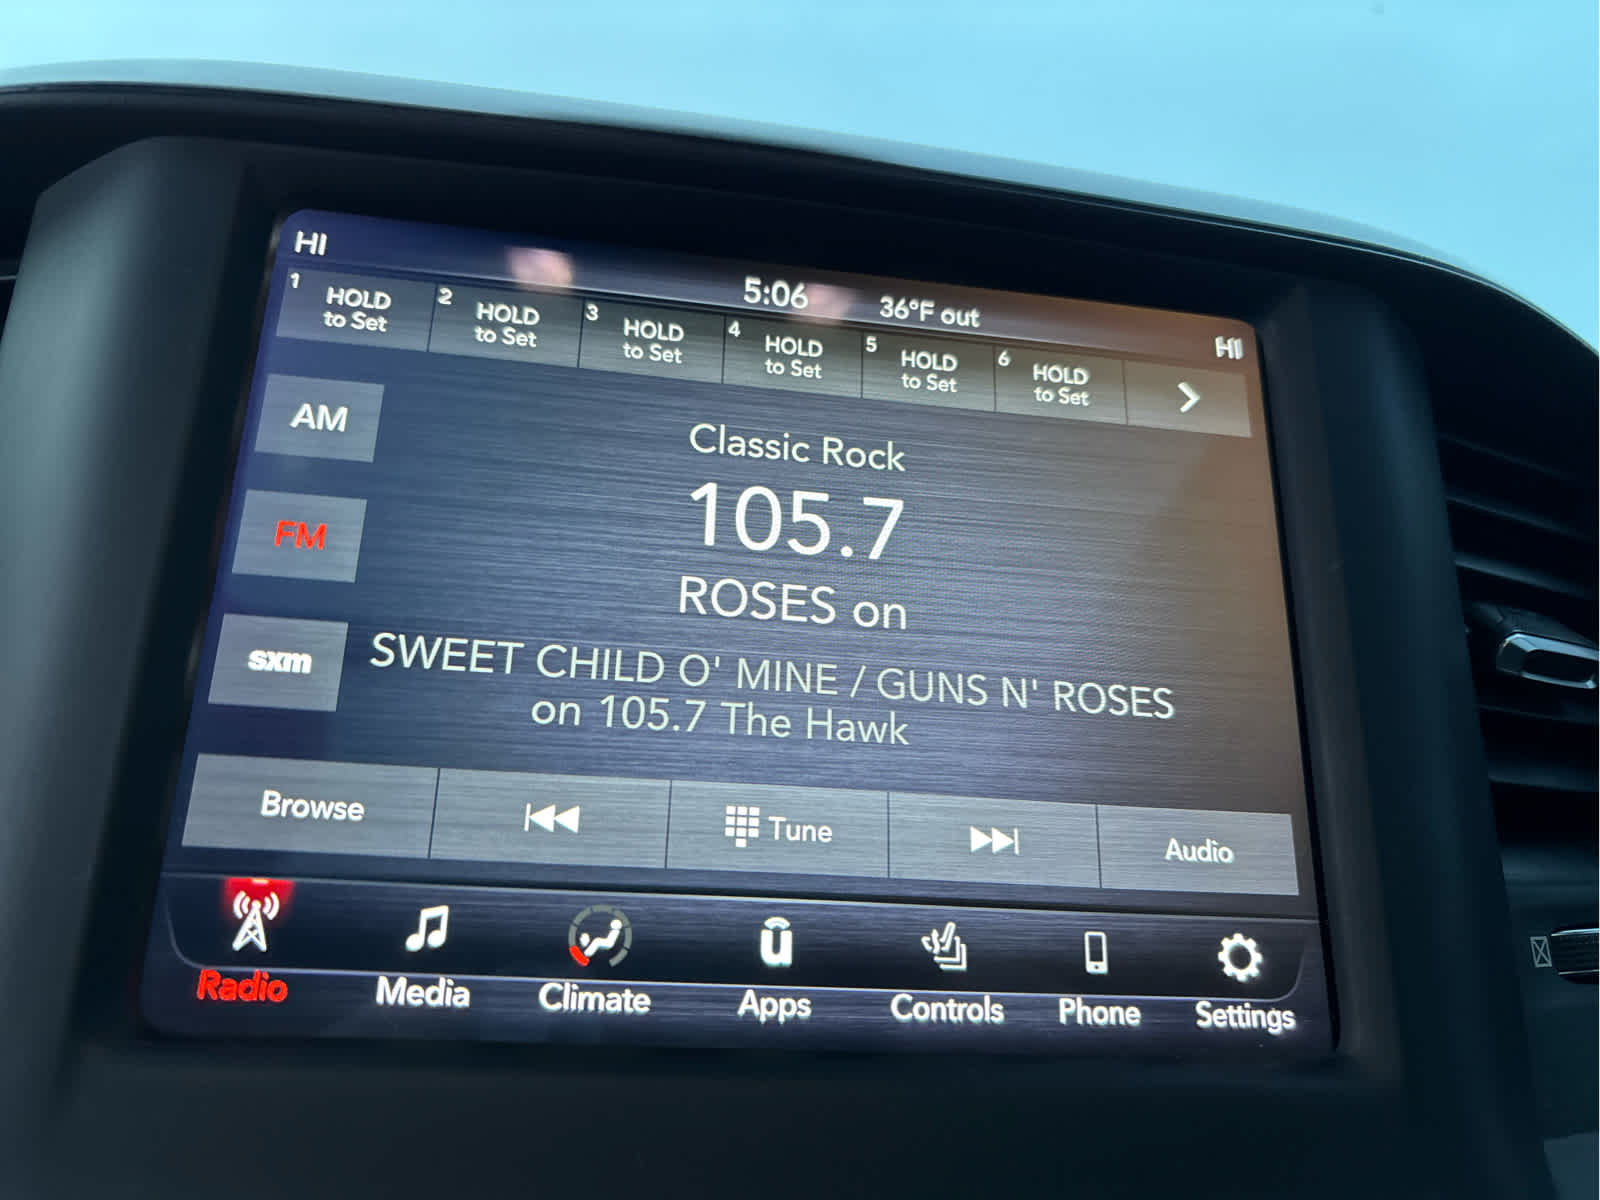 HI
5:06
36°F out
HI
1 HOLD
to Set
2 HOLD
to Set
3 HOLD
to Set
4 HOLD
to Set
5 HOLD
to Set
6 HOLD
to Set
AM
FM
sxm
Classic Rock
105.7
ROSES on
SWEET CHILD O' MINE / GUNS N' ROSES
on 105.7 The Hawk
Browse
Tune
Audio
Radio
Media
Climate
u
Apps
Controls
Phone
Settings